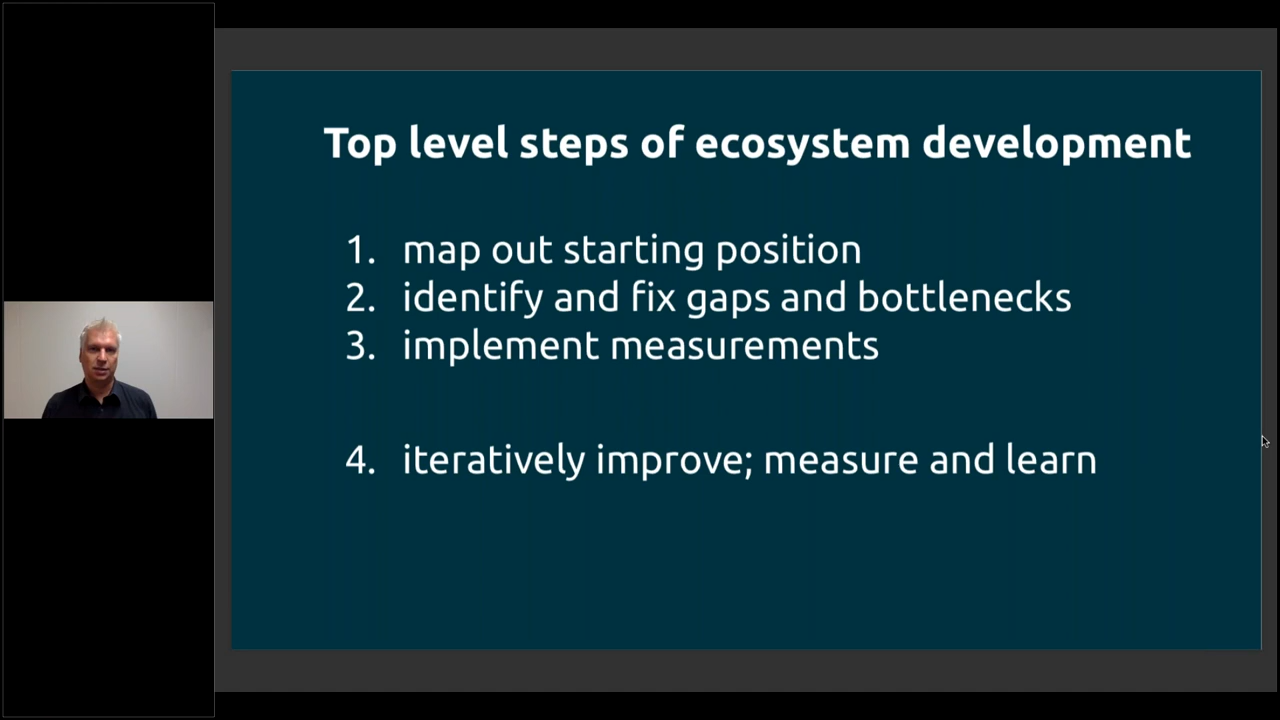 Top level steps of ecosystem development
1. map out starting position
2. identify and fix gaps and bottlenecks
3. implement measurements
4. iteratively improve; measure and learn